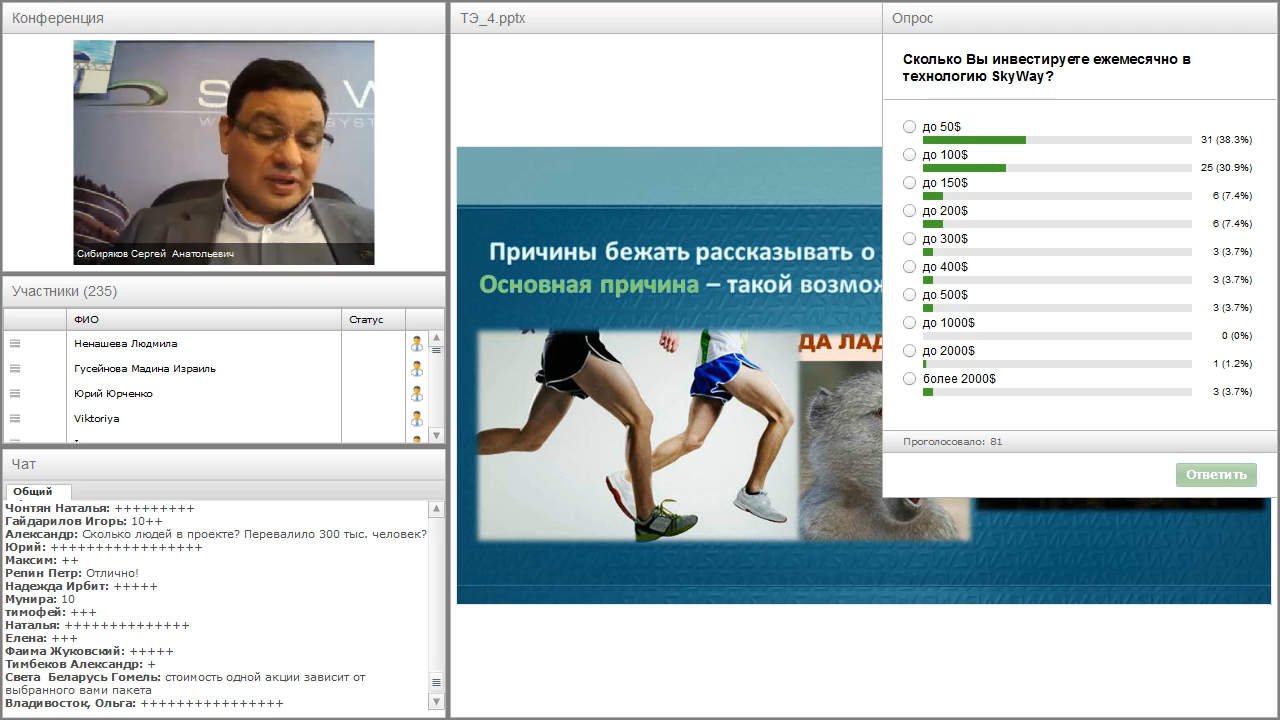 Конференция
S W
Сибиряков Сергей Анатольевич
Участники (235)
ФИО
Статус
Ненашева Людмила
Гусейнова Мадина Израиль
Юрий Юрченко
Viktoriya
Чат
Общий
Чонтян Наталья: +++++++++
Гайдарилов Игорь: 10++
Александр: Сколько людей в проекте? Перевалило 300 тыс. человек?
Юрий: +++++++++++++++++
Максим: ++
Репин Петр: Отлично!
Надежда Ирбит: +++++
Мунира: 10
тимофей: +++
Наталья: ++++++++++++++
Елена: +++
Фаима Жуковский: +++++
Тимбеков Александр: +
Света Беларусь Гомель: стоимость одной акции зависит от
выбранного вами пакета
Владивосток, Ольга: ++++++++++++++++
ТЭ_4.pptx
Причины бежать рассказывать о
Основная причина – такой возмож
ДА ЛАД
Опрос
Сколько Вы инвестируете ежемесячно в
технологию SkyWay?
до 50$
31 (38.3%)
до 100$
25 (30.9%)
до 150$
6 (7.4%)
до 200$
6 (7.4%)
до 300$
3 (3.7%)
до 400$
3 (3.7%)
до 500$
3 (3.7%)
до 1000$
0 (0%)
до 2000$
1 (1.2%)
более 2000$
3 (3.7%)
Проголосовало: 81
Ответить